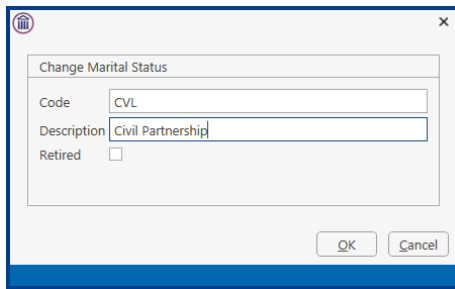 Change Marital Status
Code CVL
Description Civil Partnership
Retired
OK Cancel